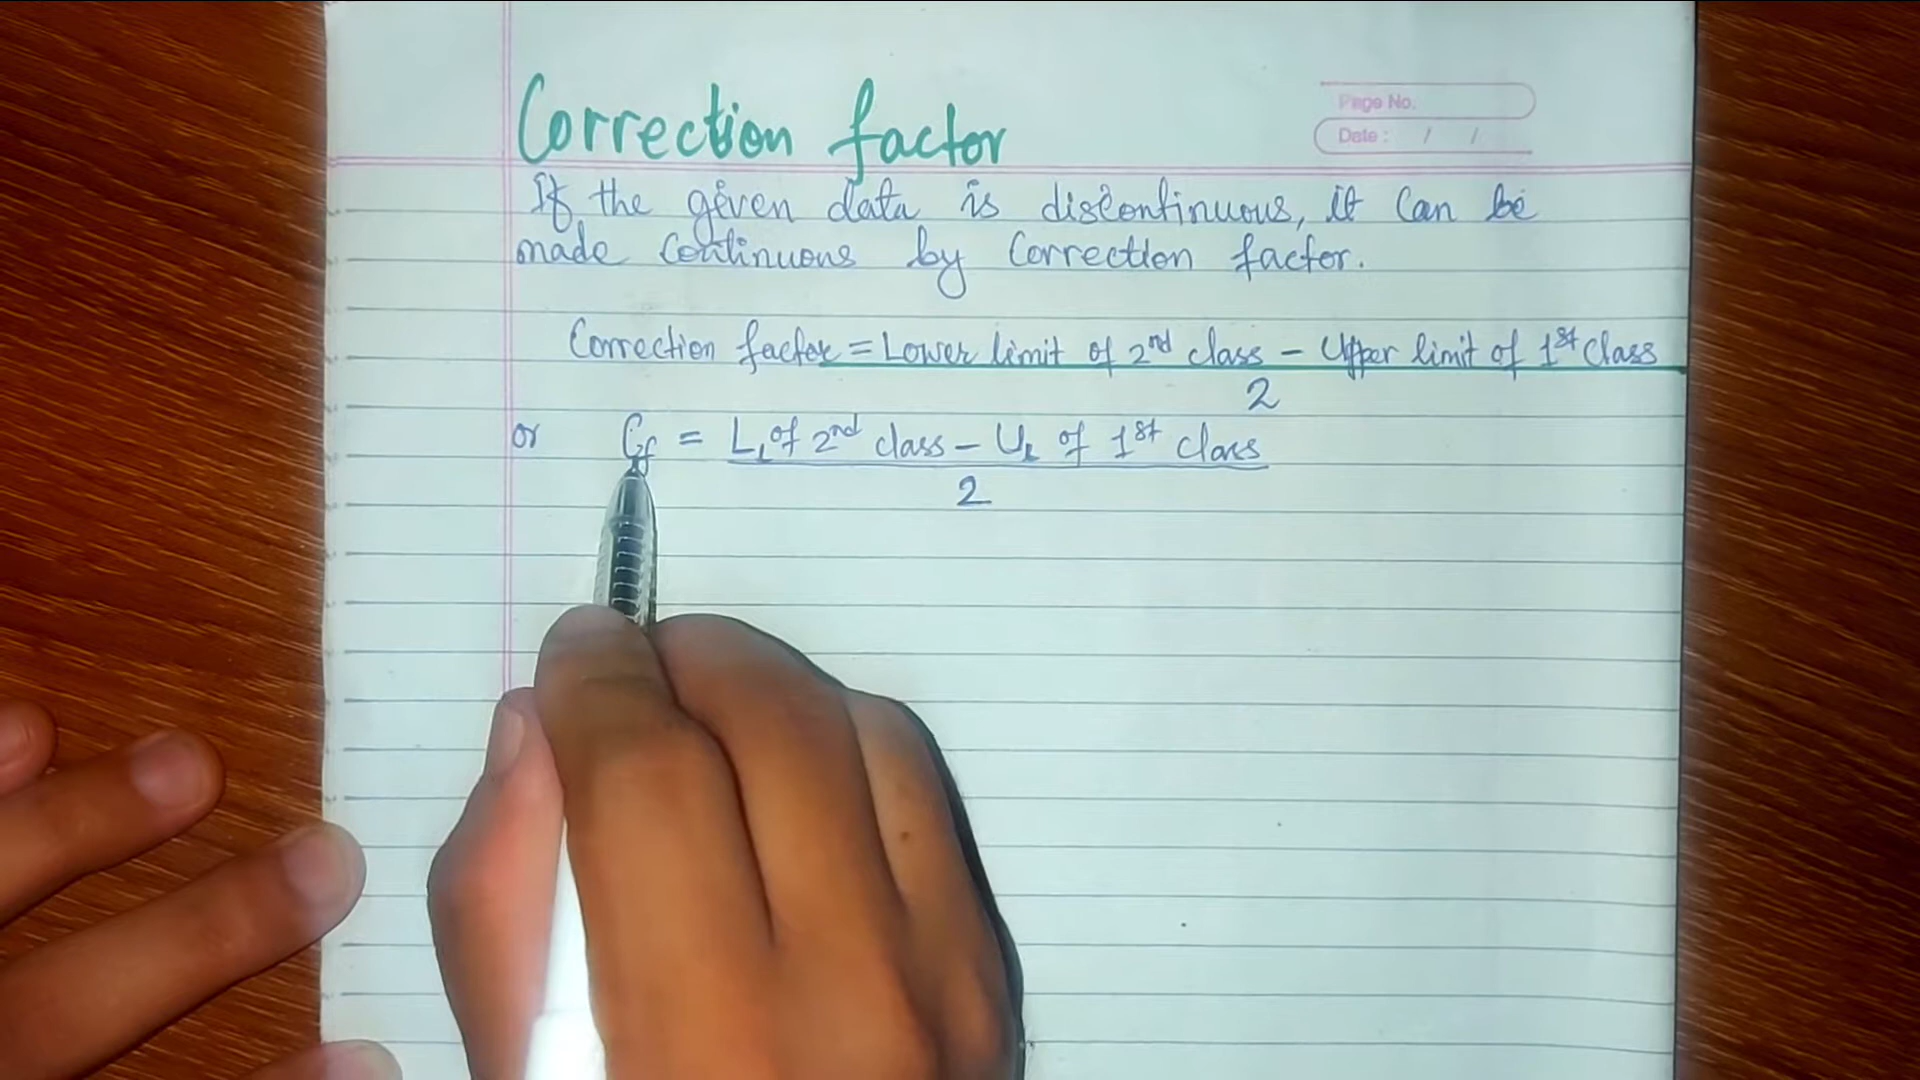 Correction factor
Page No.
Date : / /
If the given data is discontinuous, it can be
made continuous by correction factor.
Correction factor = Lower limit of 2nd class - Upper limit of 1st class
2
or Cf = LL of 2nd class - UL of 1st class
2